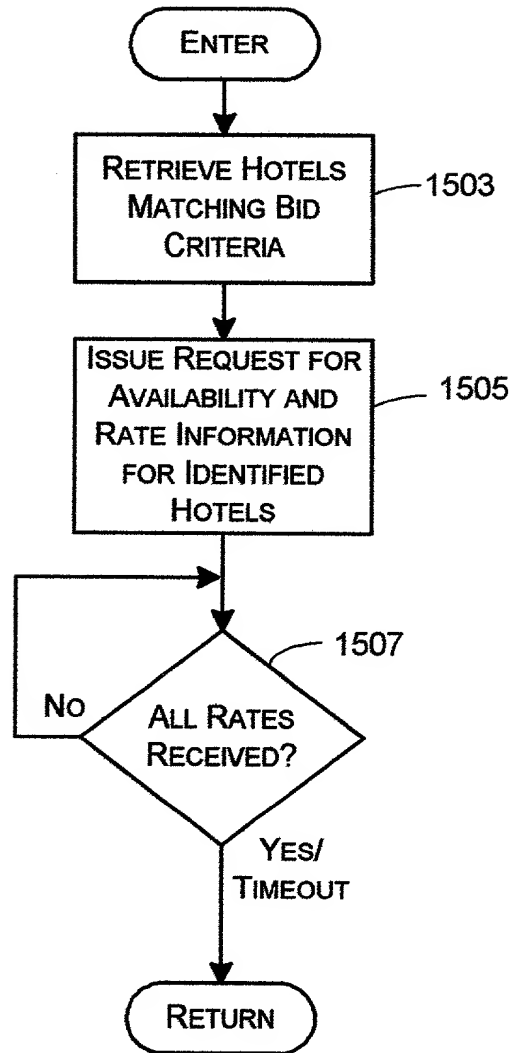 ENTER
RETRIEVE HOTELS
MATCHING BID
CRITERIA
1503
ISSUE REQUEST FOR
AVAILABILITY AND
RATE INFORMATION
FOR IDENTIFIED
HOTELS
1505
1507
NO
ALL RATES
RECEIVED?
YES/
TIMEOUT
RETURN